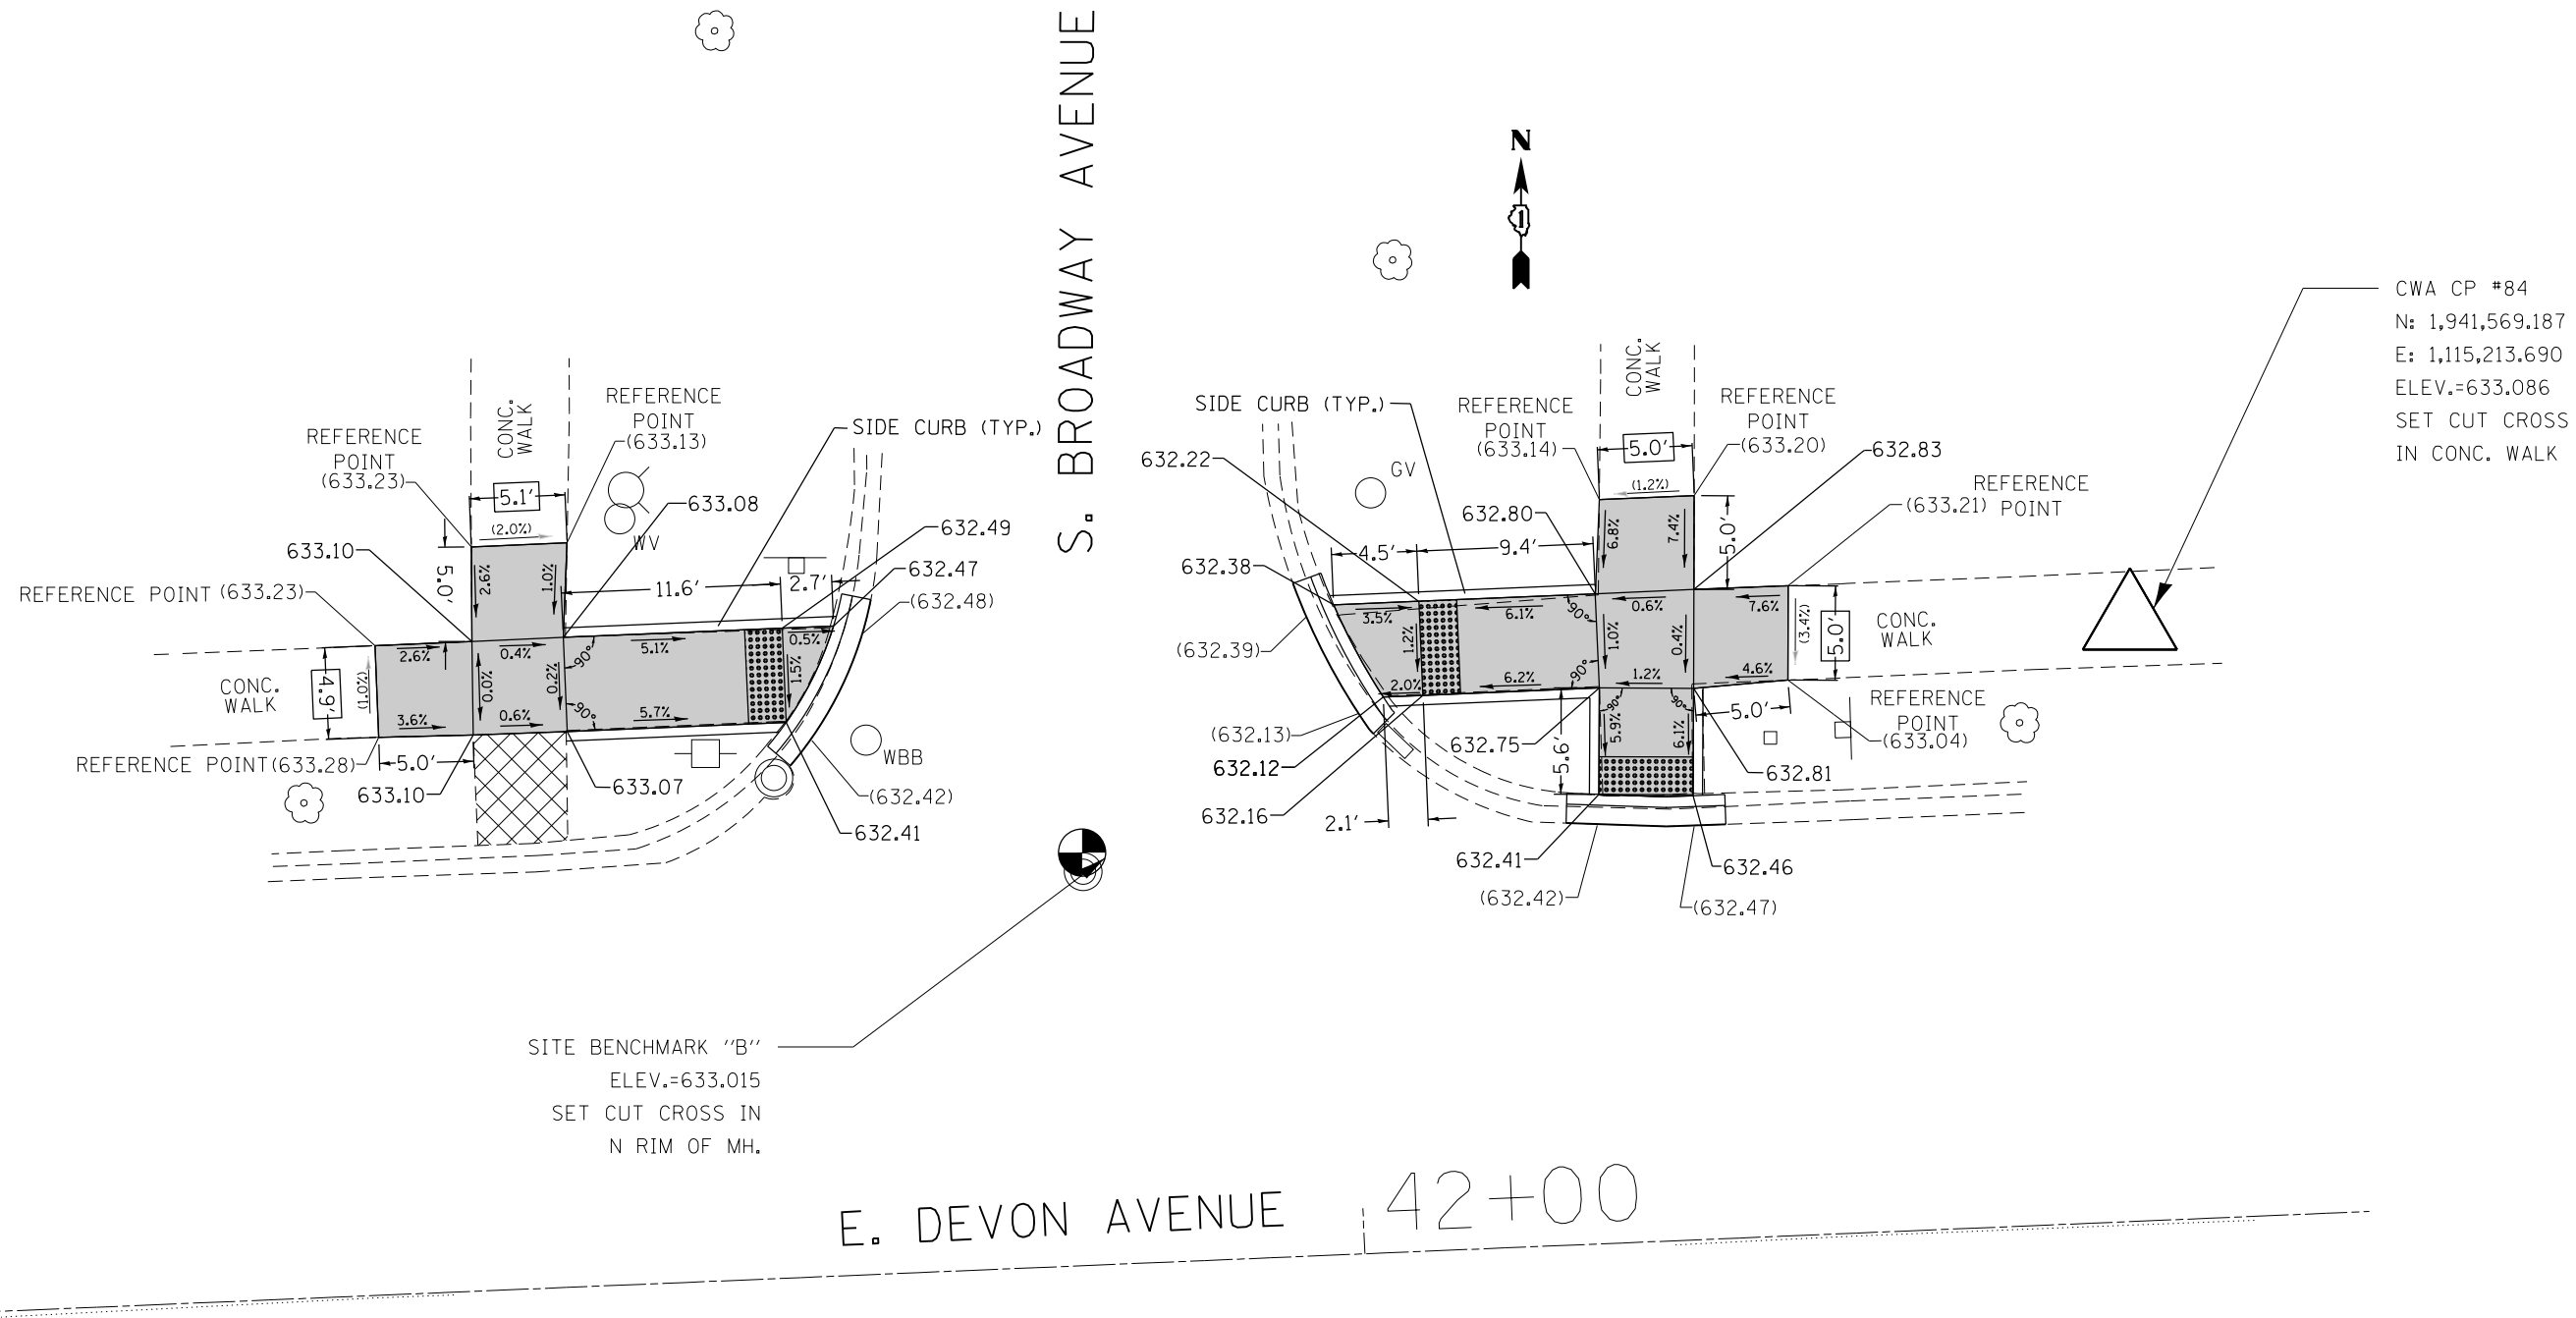 S. BROADWAY AVENUE
N
CWA CP #84
N: 1,941,569.187
E: 1,115,213.690
ELEV.=633.086
SET CUT CROSS
IN CONC. WALK
CONC.
WALK
REFERENCE
POINT
(633.13)
REFERENCE
POINT
(633.23)
SIDE CURB (TYP.)
5.1'
(2.0%)
633.08
WV
632.49
632.47
(632.48)
633.10
5.0'
2.6%
1.0%
11.6'
2.7'
REFERENCE POINT (633.23)
2.6%
0.4%
90°
5.1%
0.5%
CONC.
WALK
4.9'
(1.0%)
0.0%
0.2%
1.5%
3.6%
0.6%
90°
5.7%
REFERENCE POINT (633.28)
5.0'
633.10
633.07
WBB
(632.42)
632.41
SITE BENCHMARK "B"
ELEV.=633.015
SET CUT CROSS IN
N RIM OF MH.
CONC.
WALK
SIDE CURB (TYP.)
REFERENCE
POINT
(633.14)
REFERENCE
POINT
(633.20)
5.0'
(1.2%)
632.83
632.22
GV
REFERENCE
POINT
(633.21)
632.80
6.8%
7.4%
5.0'
632.38
4.5'
9.4'
3.5%
6.1%
90°
0.6%
7.6%
(3.4%)
5.0'
CONC.
WALK
(632.39)
1.2%
1.0%
0.4%
2.0%
6.2%
90°
1.2%
4.6%
90°
90°
5.0'
REFERENCE
POINT
(633.04)
(632.13)
632.12
632.75
5.9%
6.1%
5.6'
632.81
632.16
2.1'
632.41
632.46
(632.42)
(632.47)
E. DEVON AVENUE
42+00